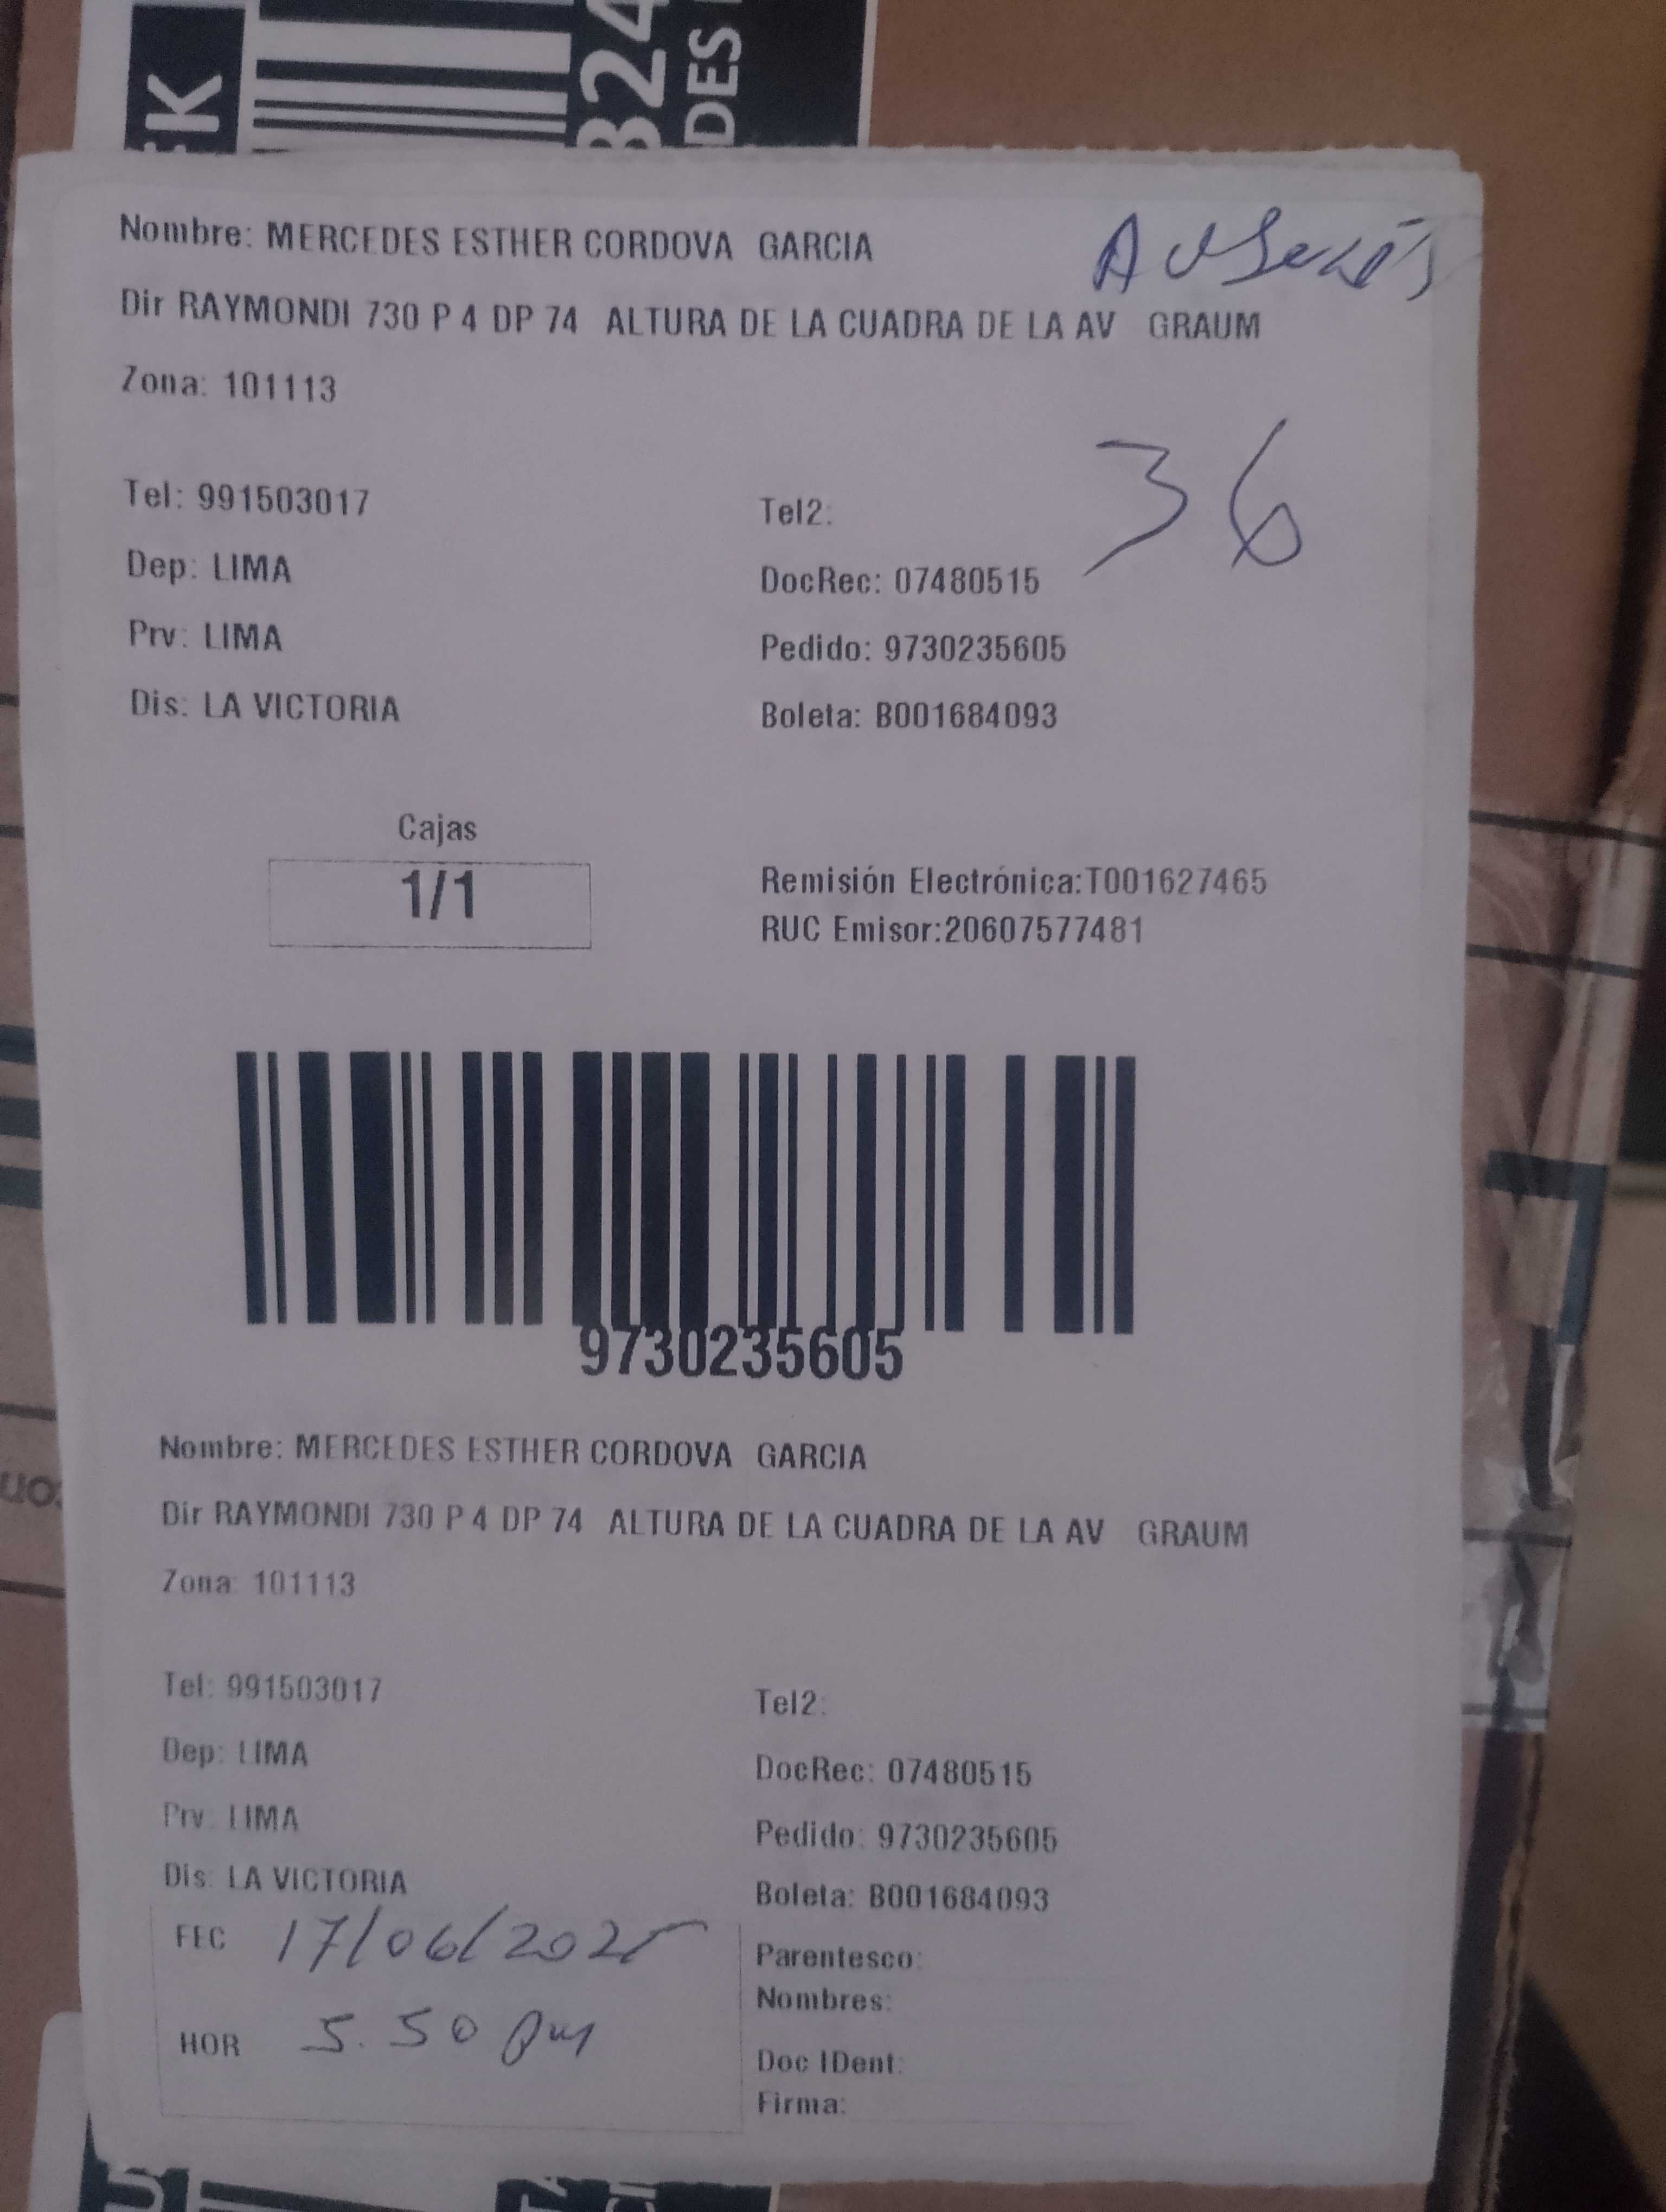 K
824
DES
Nombre: MERCEDES ESTHER CORDOVA GARCIA
Dir RAYMONDI 730 P 4 DP 74 ALTURA DE LA CUADRA DE LA AV GRAUM
Zona: 101113
36
Tel: 991503017
Tel2:
Dep: LIMA
DocRec: 07480515
Prv: LIMA
Pedido: 9730235605
Dis: LA VICTORIA
Boleta: B001684093
Cajas
1/1
Remisión Electrónica:T001627465
RUC Emisor:20607577481
9730235605
Nombre: MERCEDES ESTHER CORDOVA GARCIA
Dir RAYMONDI 730 P 4 DP 74 ALTURA DE LA CUADRA DE LA AV GRAUM
Zona: 101113
Tel: 991503017
Tel2:
Dep: LIMA
DocRec: 07480515
Prv: LIMA
Pedido: 9730235605
Dis: LA VICTORIA
Boleta: B001684093
FEC 17/06/2025
Parentesco:
Nombres:
HOR 5.50 pm
Doc IDent:
Firma: